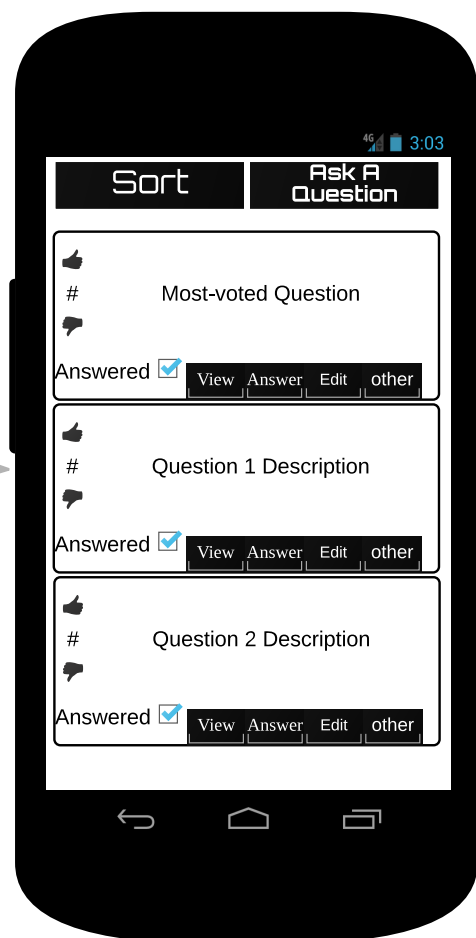 4G 3:03
Sort
Ask A
Question
#
Most-voted Question
Answered View Answer Edit other
#
Question 1 Description
Answered View Answer Edit other
#
Question 2 Description
Answered View Answer Edit other